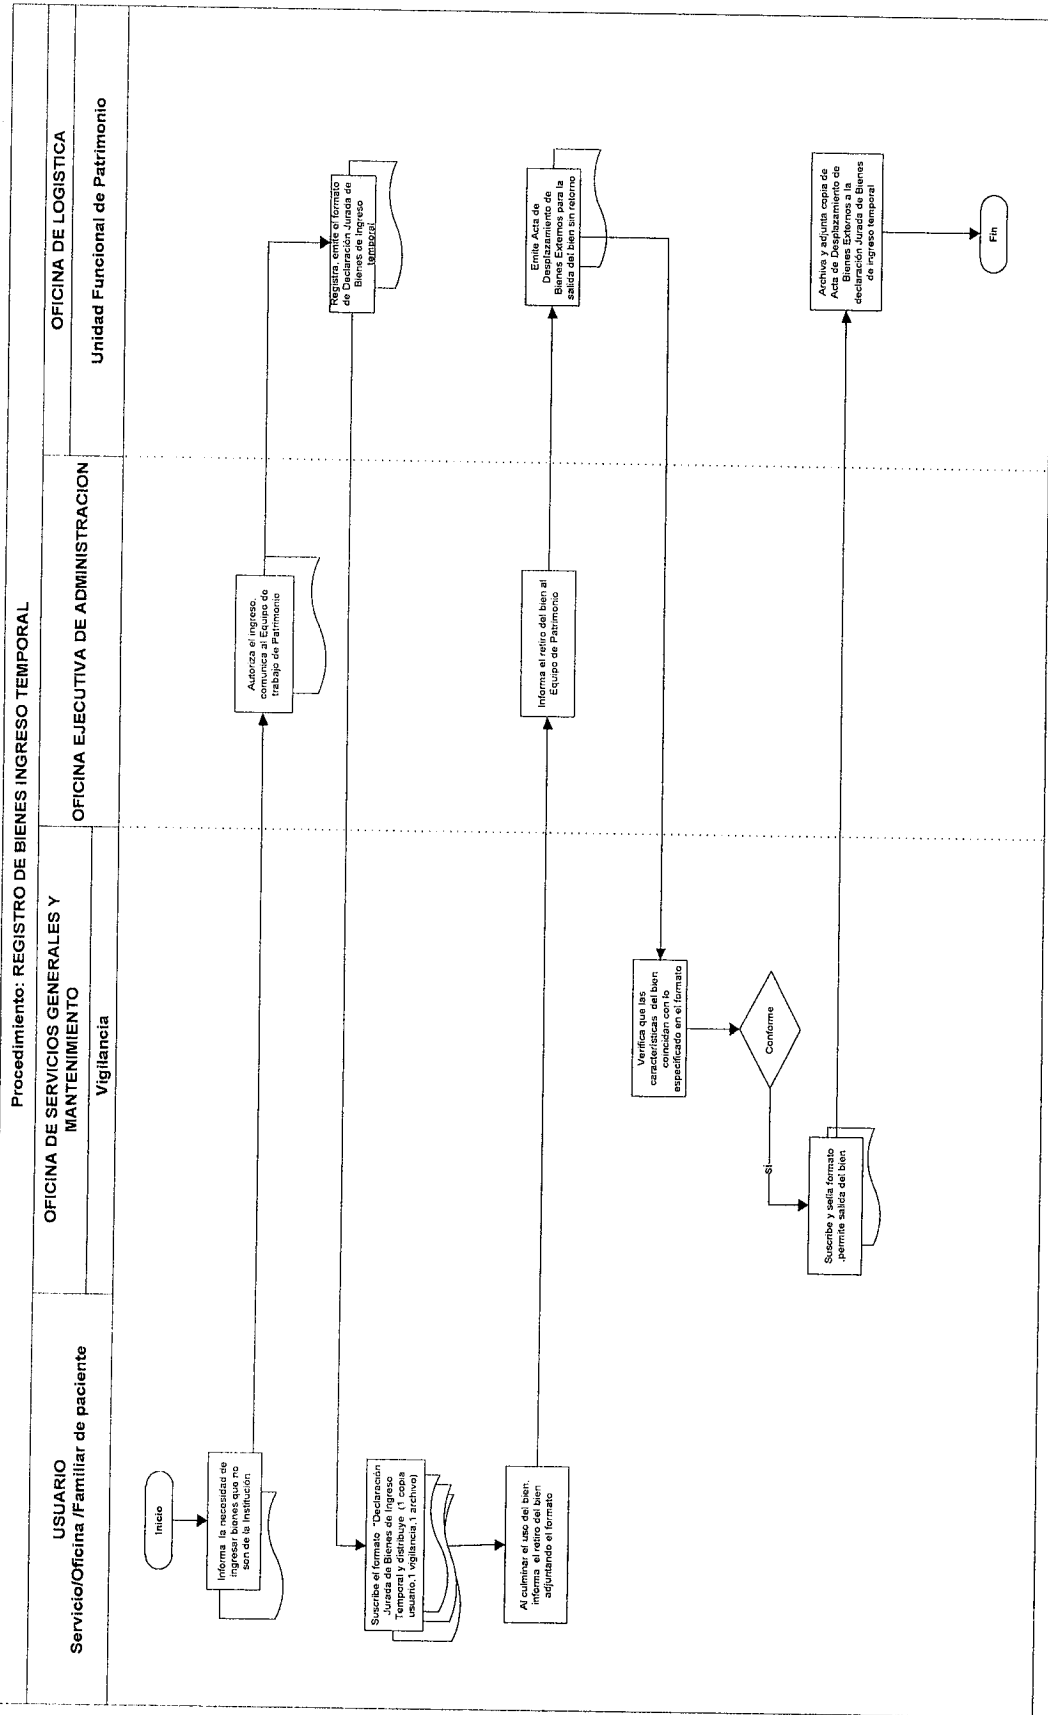 Procedimiento: REGISTRO DE BIENES INGRESO TEMPORAL
USUARIO
Servicio/Oficina /Familiar de paciente
OFICINA DE SERVICIOS GENERALES Y
MANTENIMIENTO
Vigilancia
OFICINA EJECUTIVA DE ADMINISTRACION
OFICINA DE LOGISTICA
Unidad Funcional de Patrimonio
Inicio
Informa la necesidad de
ingresar bienes que no
son de la Institución
Autoriza el ingreso,
comunica al Equipo de
trabajo de Patrimonio
Registra, emite el formato
de Declaración Jurada de
Bienes de Ingreso
temporal
Suscribe el formato "Declaración
Jurada de Bienes de Ingreso
Temporal y distribuye (1 copia
usuario,1 vigilancia,1 archivo)
Al culminar el uso del bien,
informa el retiro del bien
adjuntando el formato
Informa el retiro del bien al
Equipo de Patrimonio
Emite Acta de
Desplazamiento de
Bienes Externos para la
salida del bien sin retorno
Verifica que las
características del bien
coincidan con lo
especificado en el formato
Conforme
Si
Suscribe y sella formato
,permite salida del bien
Archiva y adjunta copia de
Acta de Desplazamiento de
Bienes Externos a la
declaración Jurada de Bienes
de ingreso temporal
Fin